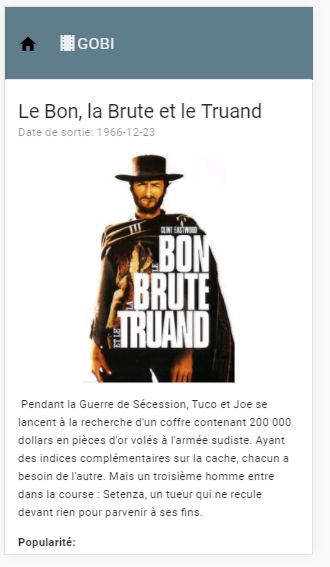 GOBI
Le Bon, la Brute et le Truand
Date de sortie: 1966-12-23
CLINT EASTWOOD
LE BON
LA BRUTE
ET LE TRUAND
Pendant la Guerre de Sécession, Tuco et Joe se
lancent à la recherche d'un coffre contenant 200 000
dollars en pièces d'or volés à l'armée sudiste. Ayant
des indices complémentaires sur la cache, chacun a
besoin de l'autre. Mais un troisième homme entre
dans la course : Setenza, un tueur qui ne recule
devant rien pour parvenir à ses fins.
Popularité: